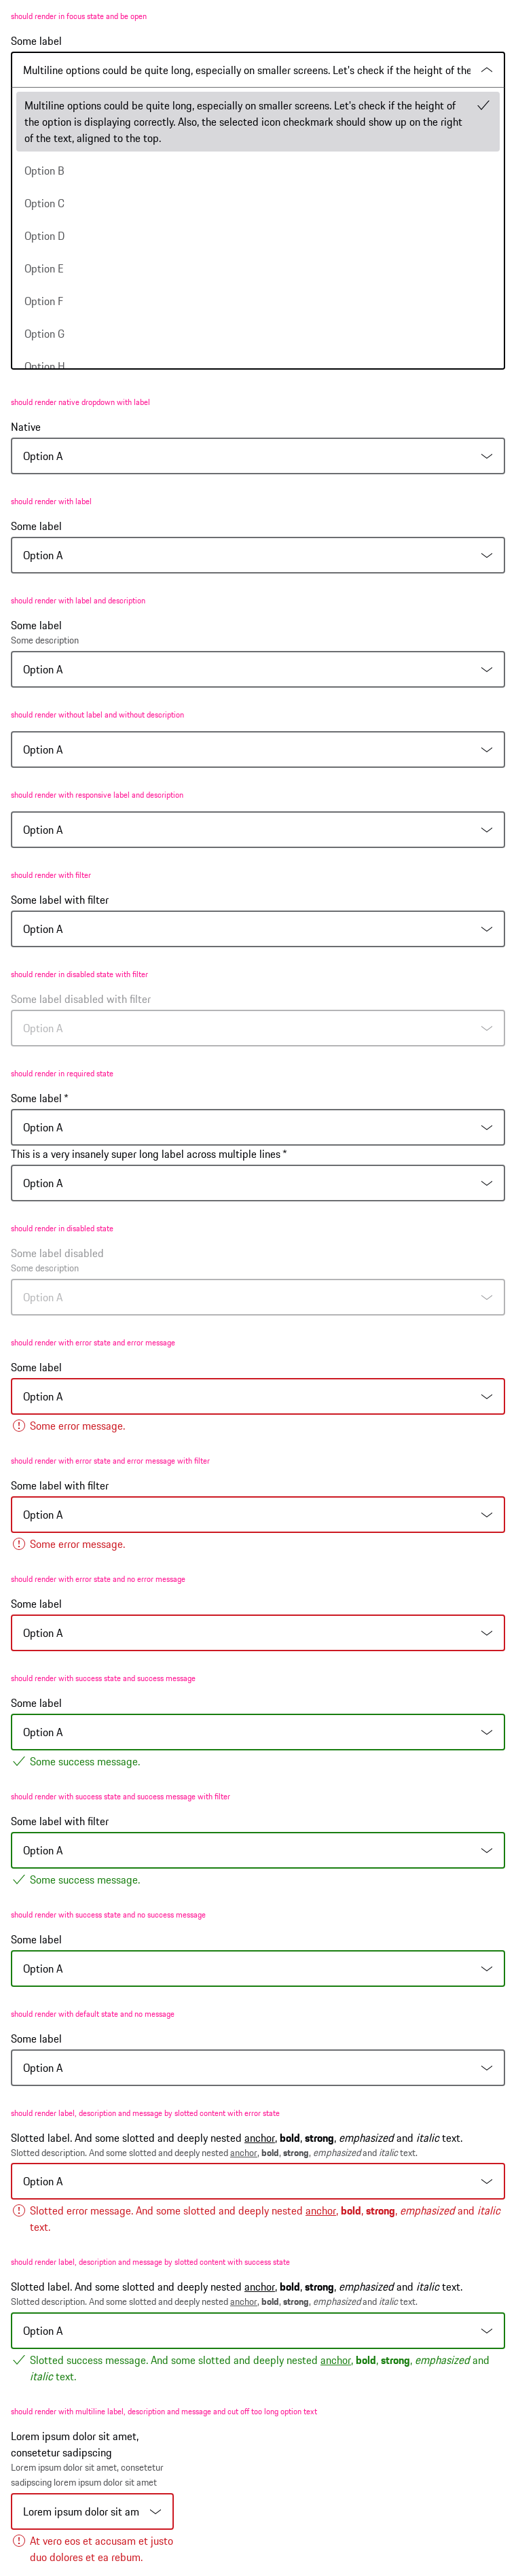 should render in focus state and be open
Some label
Multiline options could be quite long, especially on smaller screens. Let's check if the height of the
Multiline options could be quite long, especially on smaller screens. Let's check if the height of
the option is displaying correctly. Also, the selected icon checkmark should show up on the right
of the text, aligned to the top.
Option B
Option C
Option D
Option E
Option F
Option G
Option H
should render native dropdown with label
Native
Option A
should render with label
Some label
Option A
should render with label and description
Some label
Some description
Option A
should render without label and without description
Option A
should render with responsive label and description
Option A
should render with filter
Some label with filter
Option A
should render in disabled state with filter
Some label disabled with filter
Option A
should render in required state
Some label *
Option A
This is a very insanely super long label across multiple lines *
Option A
should render in disabled state
Some label disabled
Some description
Option A
should render with error state and error message
Some label
Option A
Some error message.
should render with error state and error message with filter
Some label with filter
Option A
Some error message.
should render with error state and no error message
Some label
Option A
should render with success state and success message
Some label
Option A
Some success message.
should render with success state and success message with filter
Some label with filter
Option A
Some success message.
should render with success state and no success message
Some label
Option A
should render with default state and no message
Some label
Option A
should render label, description and message by slotted content with error state
Slotted label. And some slotted and deeply nested anchor, bold, strong, emphasized and italic text.
Slotted description. And some slotted and deeply nested anchor, bold, strong, emphasized and italic text.
Option A
Slotted error message. And some slotted and deeply nested anchor, bold, strong, emphasized and italic
text.
should render label, description and message by slotted content with success state
Slotted label. And some slotted and deeply nested anchor, bold, strong, emphasized and italic text.
Slotted description. And some slotted and deeply nested anchor, bold, strong, emphasized and italic text.
Option A
Slotted success message. And some slotted and deeply nested anchor, bold, strong, emphasized and
italic text.
should render with multiline label, description and message and cut off too long option text
Lorem ipsum dolor sit amet,
consetetur sadipscing
Lorem ipsum dolor sit amet, consetetur
sadipscing lorem ipsum dolor sit amet
Lorem ipsum dolor sit am
At vero eos et accusam et justo
duo dolores et ea rebum.